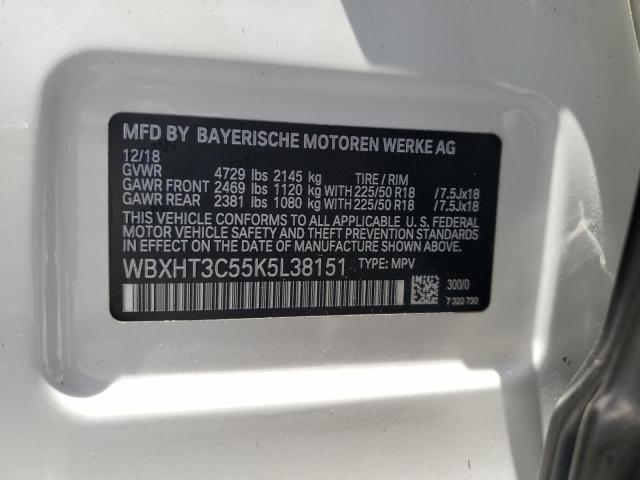 MFD BY BAYERISCHE MOTOREN WERKE AG
12/18
GVWR 4729 lbs 2145 kg TIRE / RIM
GAWR FRONT 2469 lbs 1120 kg WITH 225/50 R18 /7.5Jx18
GAWR REAR 2381 lbs 1080 kg WITH 225/50 R18 /7.5Jx18
THIS VEHICLE CONFORMS TO ALL APPLICABLE U. S. FEDERAL
MOTOR VEHICLE SAFETY AND THEFT PREVENTION STANDARDS
IN EFFECT ON THE DATE OF MANUFACTURE SHOWN ABOVE.
WBXHT3C55K5L38151 TYPE: MPV
300/0
7 320 730